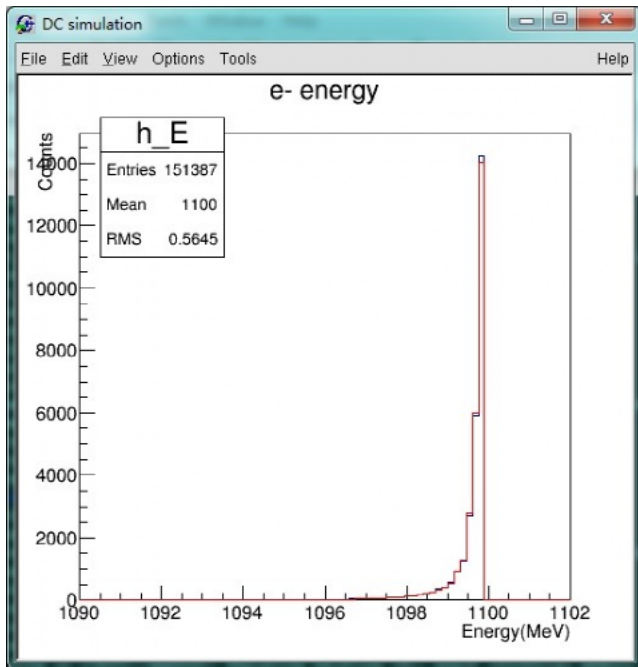 DC simulation
File Edit View Options Tools Help
e- energy
h_E
Entries 151387
Mean 1100
RMS 0.5645
Counts
14000
12000
10000
8000
6000
4000
2000
0
1090 1092 1094 1096 1098 1100 1102
Energy(MeV)